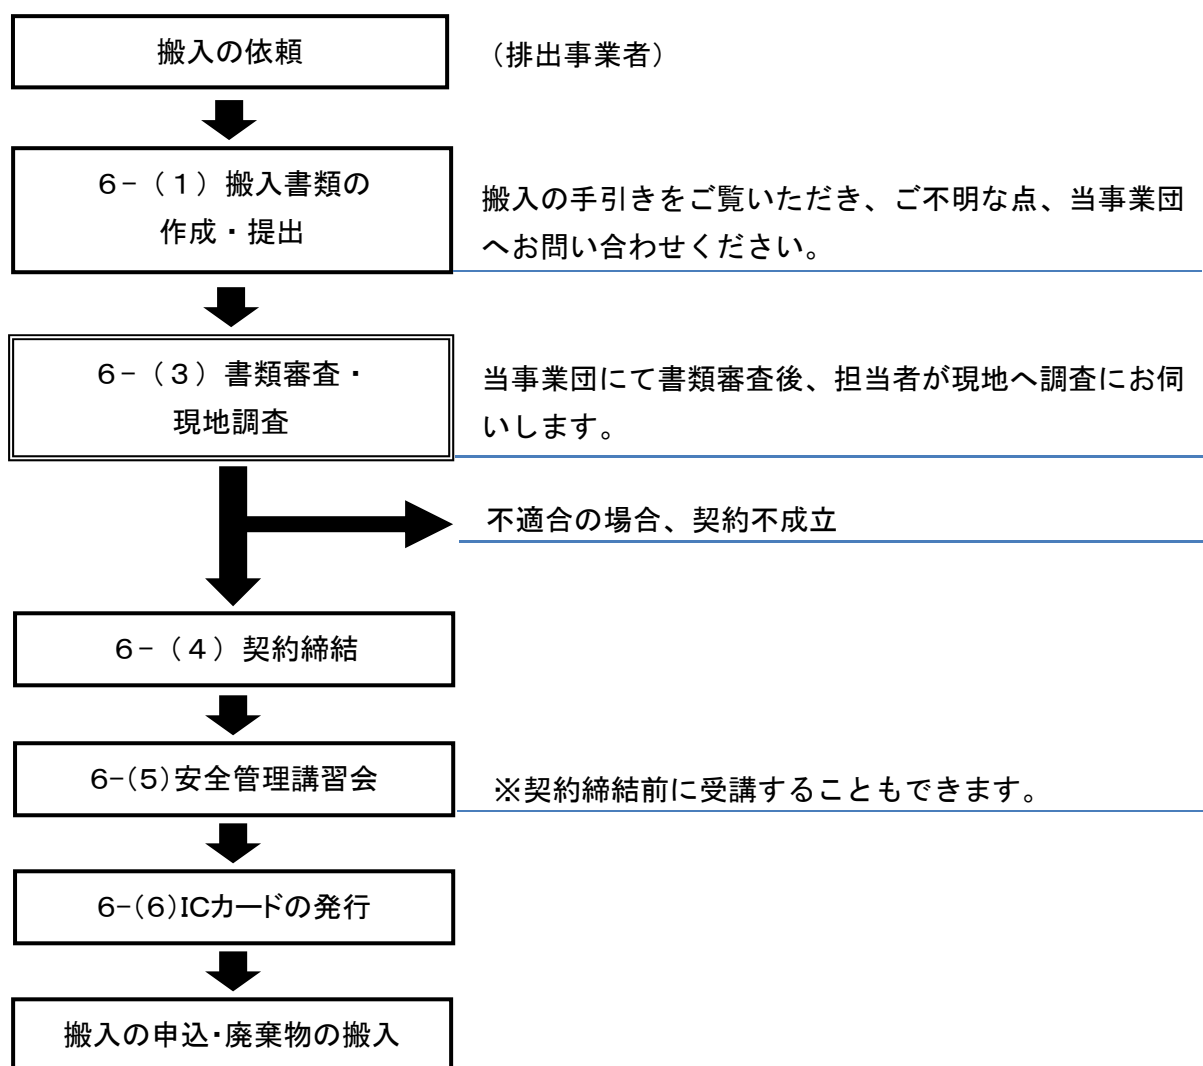 搬入の依頼
（排出事業者）
６−（１）搬入書類の
作成・提出
搬入の手引きをご覧いただき、ご不明な点、当事業団
へお問い合わせください。
６−（３）書類審査・
現地調査
当事業団にて書類審査後、担当者が現地へ調査にお伺
いします。
不適合の場合、契約不成立
６−（４）契約締結
6−(5)安全管理講習会
※契約締結前に受講することもできます。
6−(6)ICカードの発行
搬入の申込・廃棄物の搬入